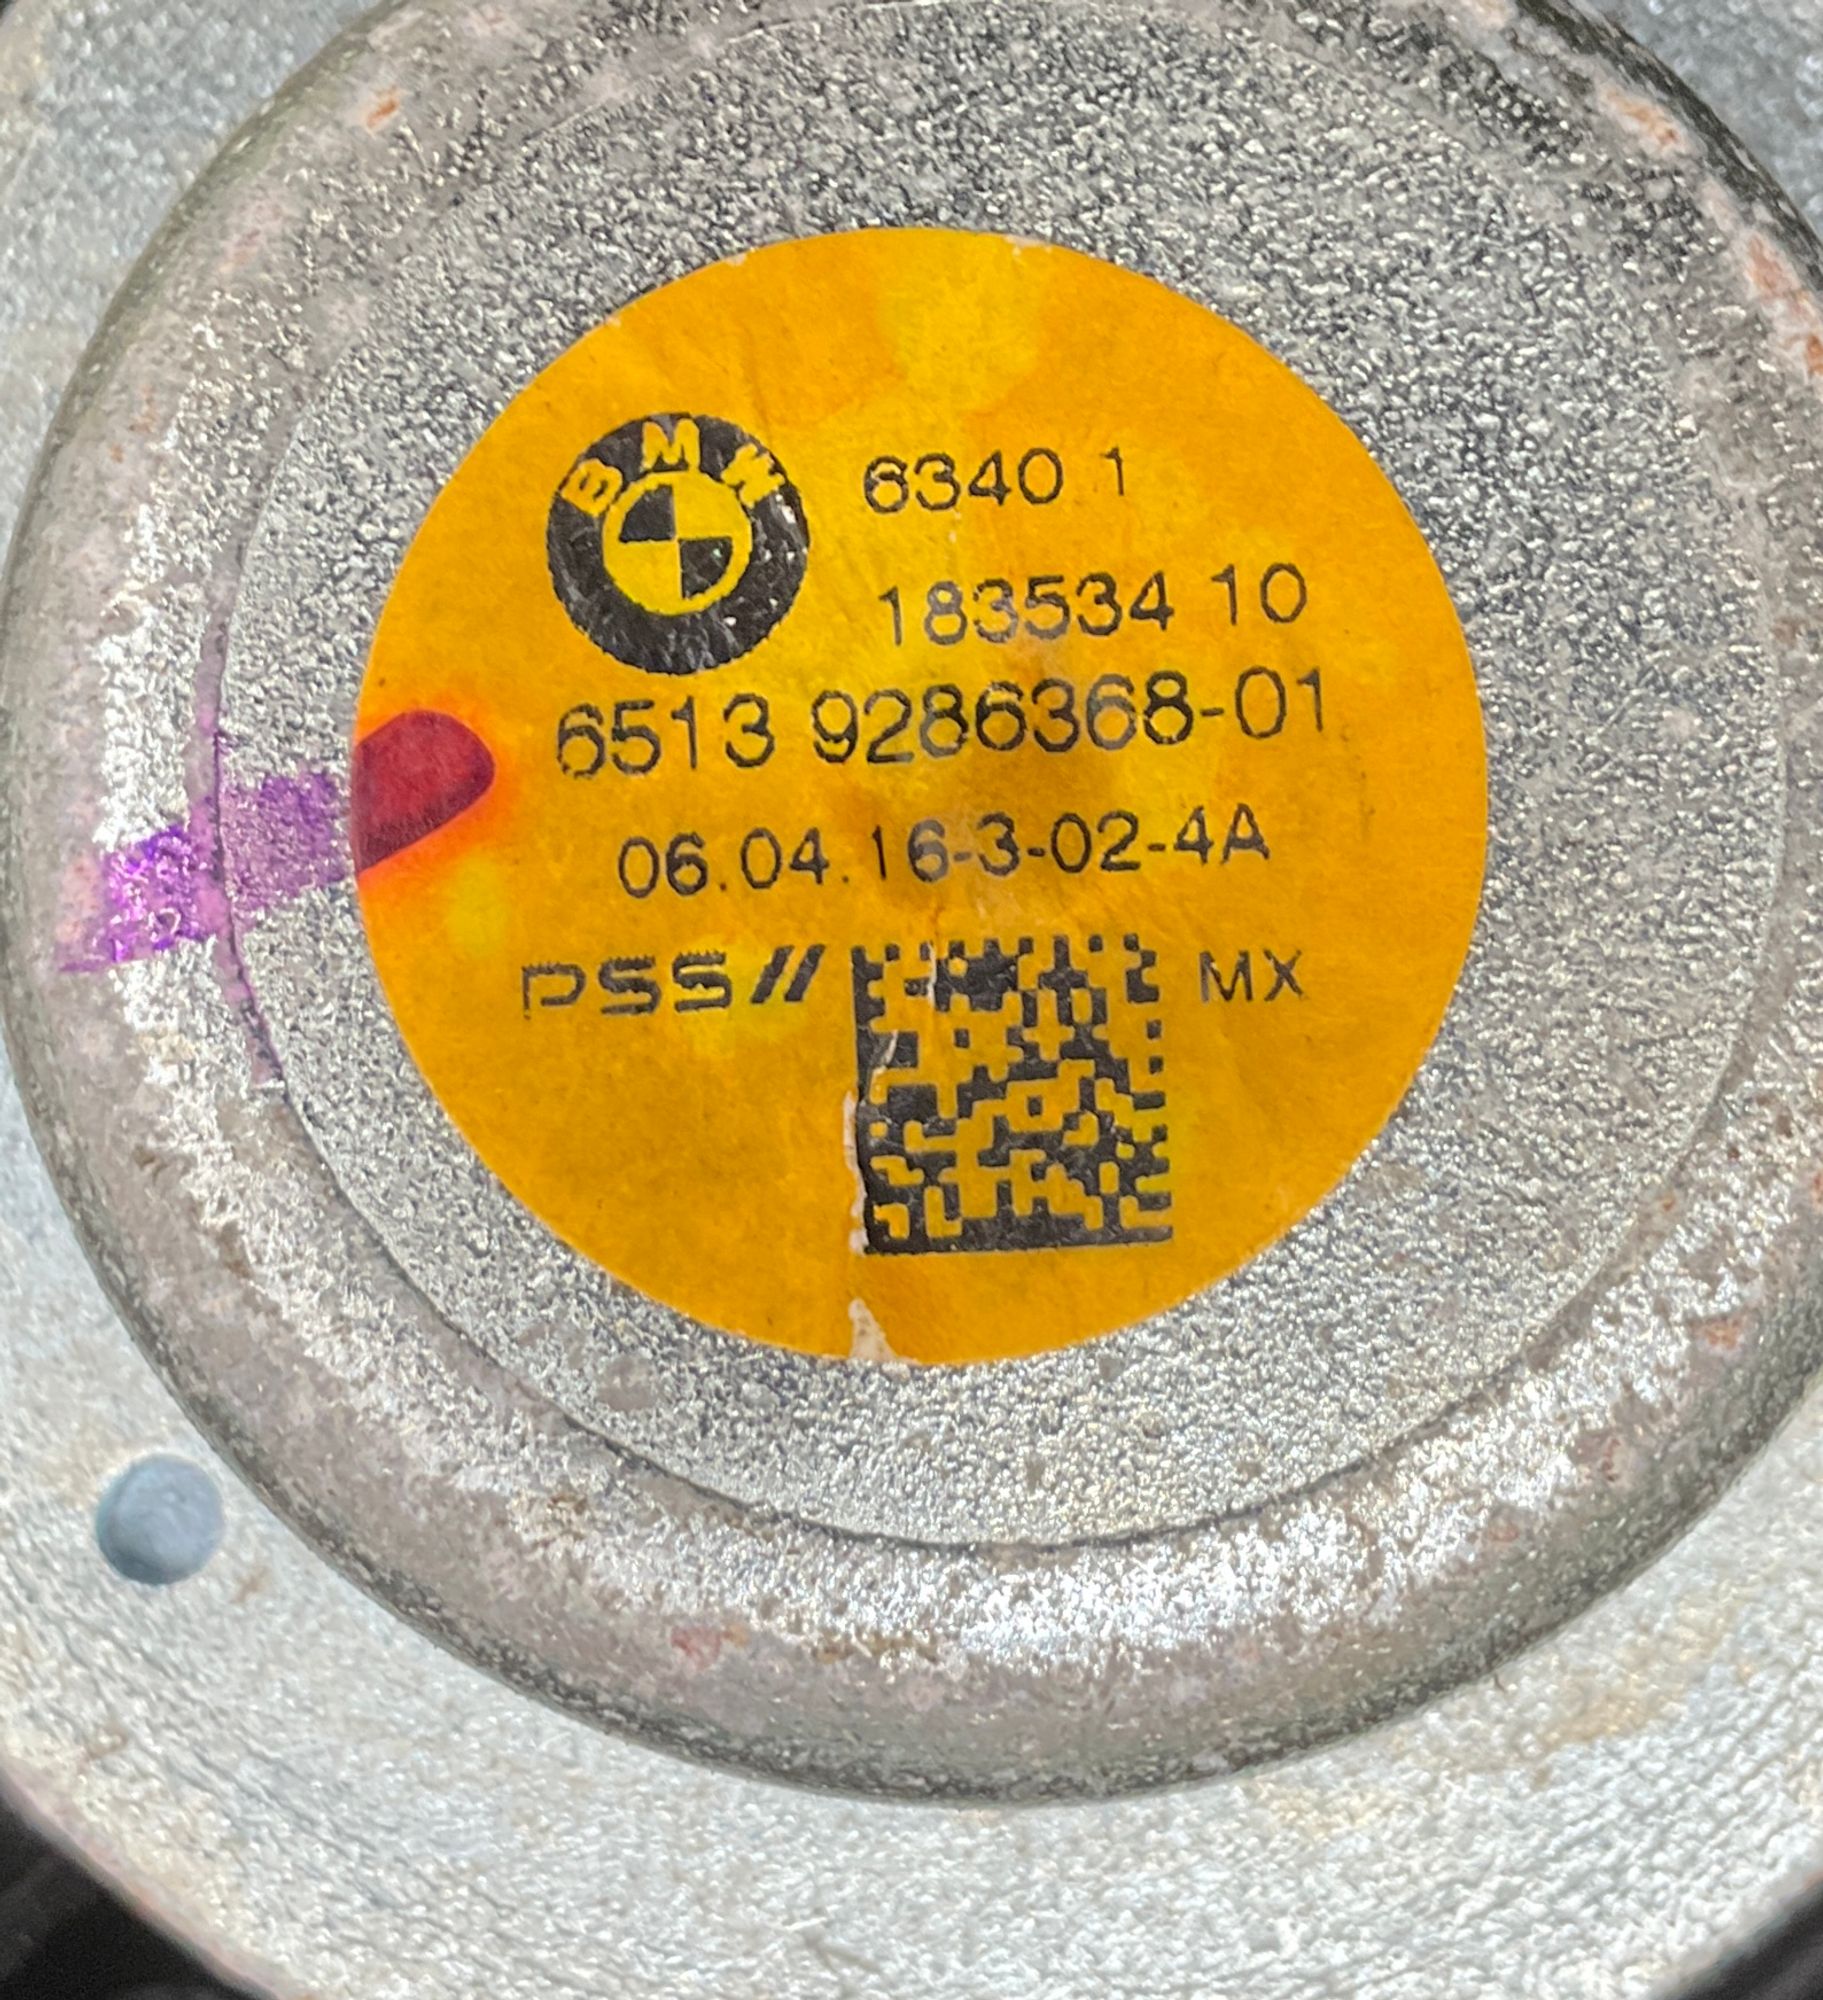 BMW
6340 1
183534 10
6513 9286368-01
06.04.16-3-02-4A
PSS//
MX